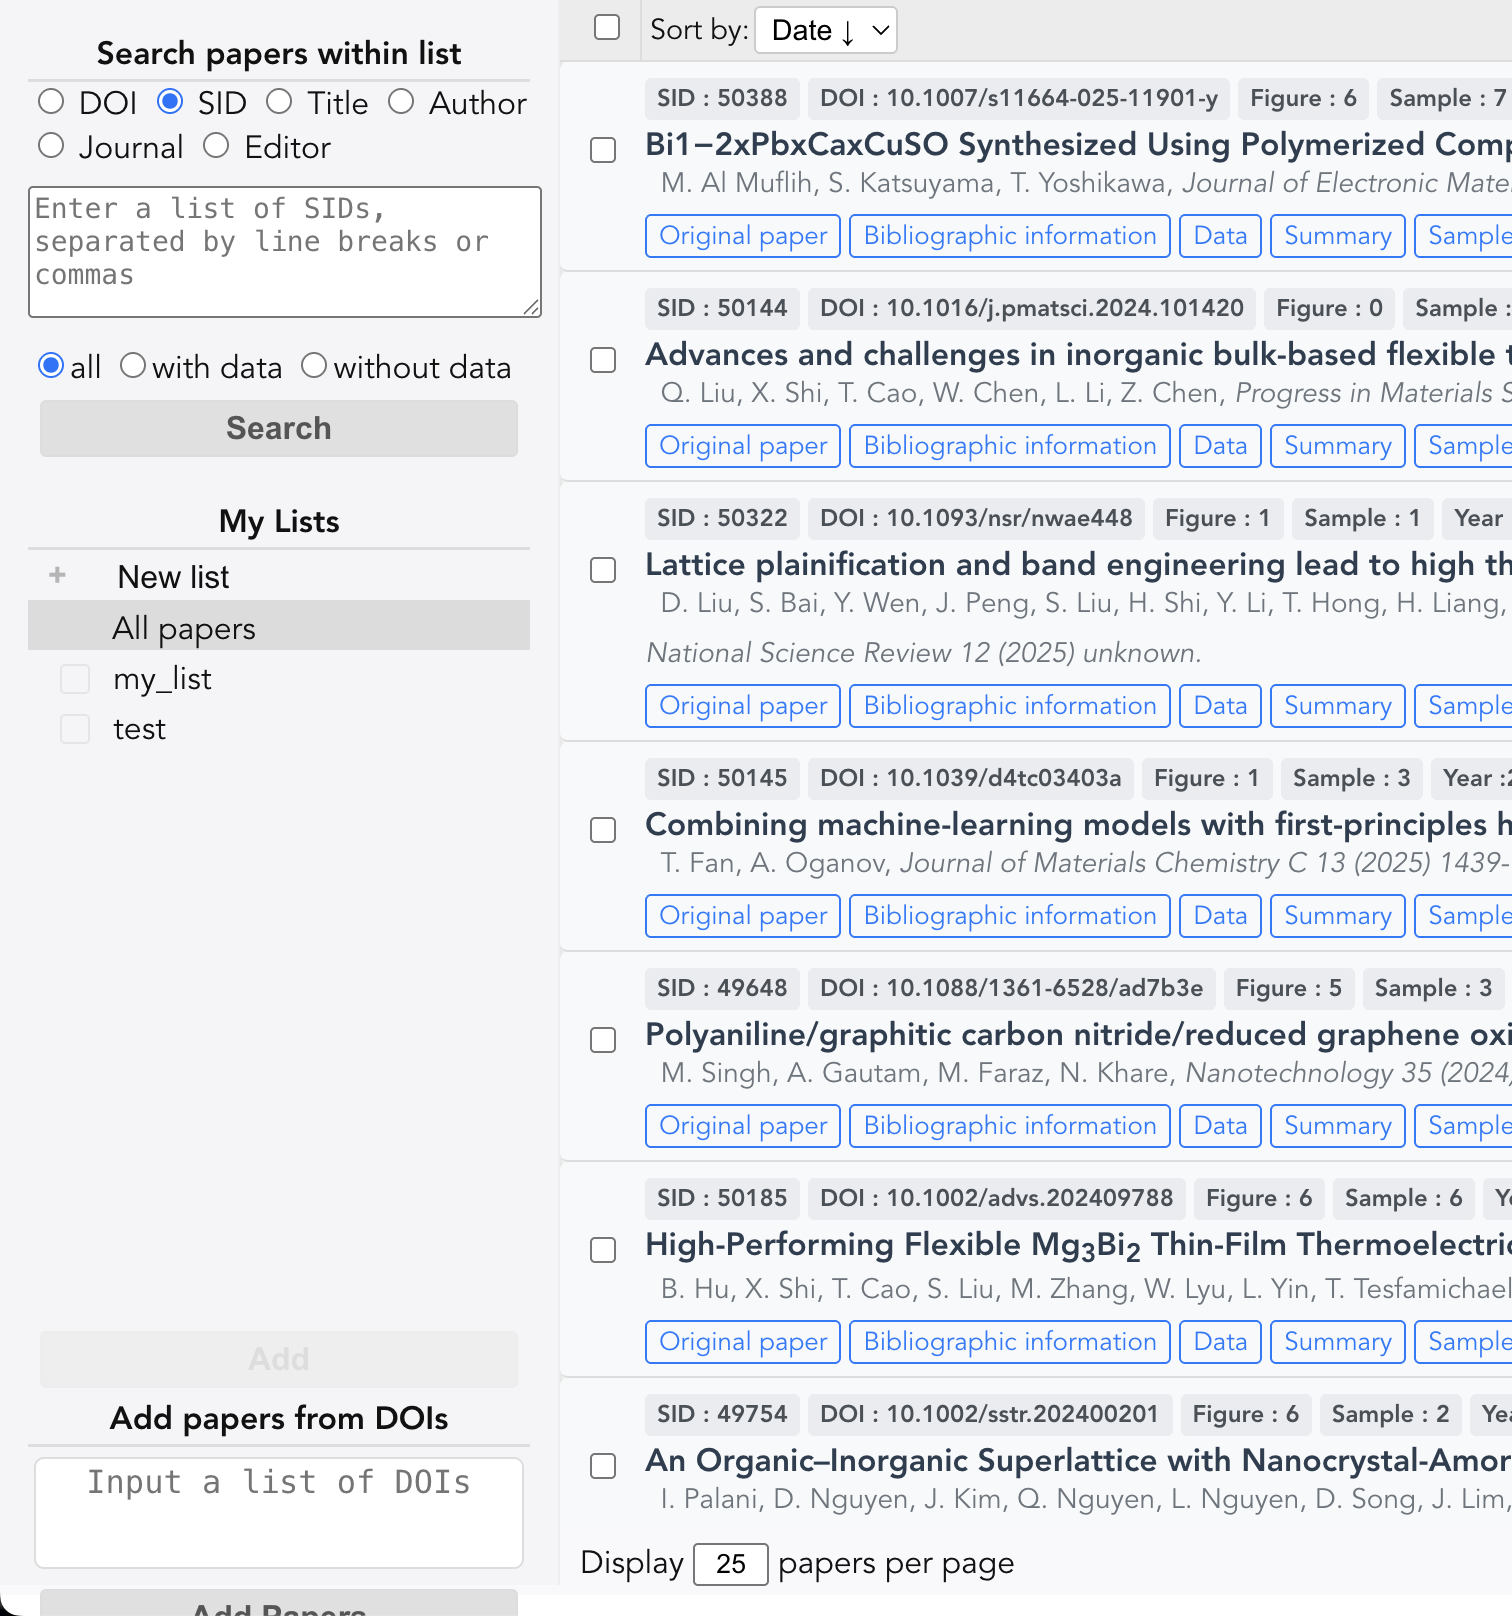 Search papers within list
DOI SID Title Author
Journal Editor
Enter a list of SIDs,
separated by line breaks or
commas
all with data without data
Search
My Lists
+ New list
All papers
my_list
test
Add
Add papers from DOIs
Input a list of DOIs
Add Papers
Sort by: Date ↓
SID : 50388 DOI : 10.1007/s11664-025-11901-y Figure : 6 Sample : 7
Bi1−2xPbxCaxCuSO Synthesized Using Polymerized Comp
M. Al Muflih, S. Katsuyama, T. Yoshikawa, Journal of Electronic Mate
Original paper Bibliographic information Data Summary Sample
SID : 50144 DOI : 10.1016/j.pmatsci.2024.101420 Figure : 0 Sample :
Advances and challenges in inorganic bulk-based flexible t
Q. Liu, X. Shi, T. Cao, W. Chen, L. Li, Z. Chen, Progress in Materials S
Original paper Bibliographic information Data Summary Sample
SID : 50322 DOI : 10.1093/nsr/nwae448 Figure : 1 Sample : 1 Year
Lattice plainification and band engineering lead to high th
D. Liu, S. Bai, Y. Wen, J. Peng, S. Liu, H. Shi, Y. Li, T. Hong, H. Liang,
National Science Review 12 (2025) unknown.
Original paper Bibliographic information Data Summary Sample
SID : 50145 DOI : 10.1039/d4tc03403a Figure : 1 Sample : 3 Year :2
Combining machine-learning models with first-principles h
T. Fan, A. Oganov, Journal of Materials Chemistry C 13 (2025) 1439-
Original paper Bibliographic information Data Summary Sample
SID : 49648 DOI : 10.1088/1361-6528/ad7b3e Figure : 5 Sample : 3
Polyaniline/graphitic carbon nitride/reduced graphene oxi
M. Singh, A. Gautam, M. Faraz, N. Khare, Nanotechnology 35 (2024)
Original paper Bibliographic information Data Summary Sample
SID : 50185 DOI : 10.1002/advs.202409788 Figure : 6 Sample : 6 Ye
High-Performing Flexible Mg₃Bi₂ Thin-Film Thermoelectric
B. Hu, X. Shi, T. Cao, S. Liu, M. Zhang, W. Lyu, L. Yin, T. Tesfamichael
Original paper Bibliographic information Data Summary Sample
SID : 49754 DOI : 10.1002/sstr.202400201 Figure : 6 Sample : 2 Yea
An Organic–Inorganic Superlattice with Nanocrystal-Amor
I. Palani, D. Nguyen, J. Kim, Q. Nguyen, L. Nguyen, D. Song, J. Lim,
Display 25 papers per page